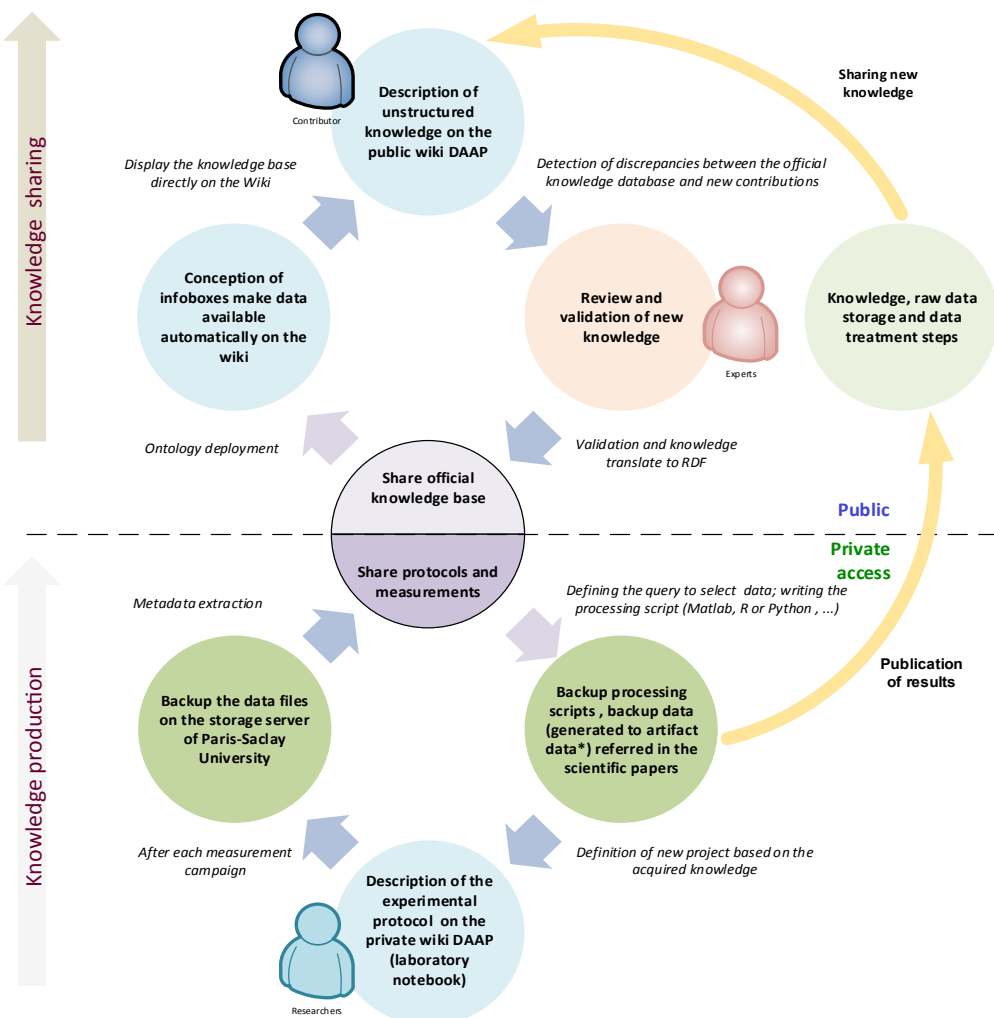 Knowledge sharing
Contributor
Description of
unstructured
knowledge on the
public wiki DAAP
Sharing new
knowledge
Display the knowledge base
directly on the Wiki
Detection of discrepancies between the official
knowledge database and new contributions
Conception of
infoboxes make data
available
automatically on the
wiki
Review and
validation of new
knowledge
Experts
Knowledge, raw data
storage and data
treatment steps
Ontology deployment
Validation and knowledge
translate to RDF
Share official
knowledge base
Public
Private
access
Share protocols and
measurements
Knowledge production
Metadata extraction
Defining the query to select data; writing the
processing script (Matlab, R or Python , ...)
Backup the data files
on the storage server
of Paris-Saclay
University
Backup processing
scripts , backup data
(generated to artifact
data*) referred in the
scientific papers
Publication
of results
After each measurement
campaign
Definition of new project based on the
acquired knowledge
Description of the
experimental
protocol on the
private wiki DAAP
(laboratory
notebook)
Researchers